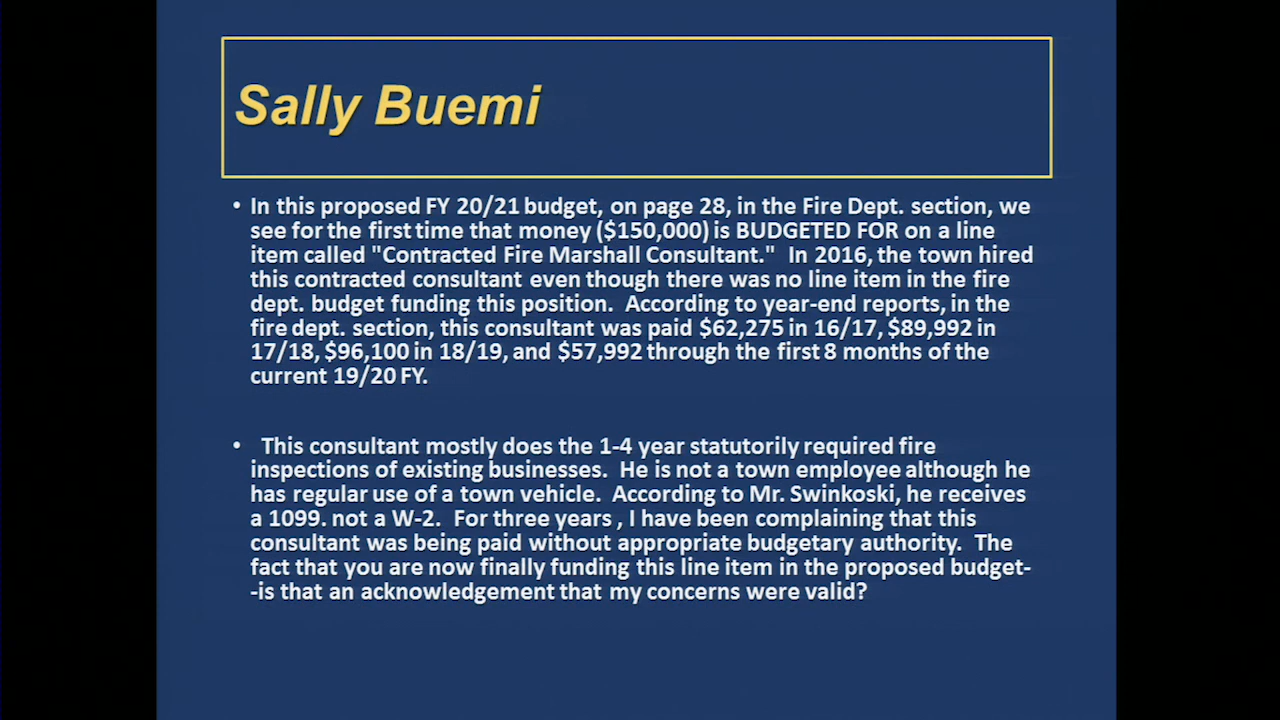 Sally Buemi
• In this proposed FY 20/21 budget, on page 28, in the Fire Dept. section, we
see for the first time that money ($150,000) is BUDGETED FOR on a line
item called "Contracted Fire Marshall Consultant."  In 2016, the town hired
this contracted consultant even though there was no line item in the fire
dept. budget funding this position.  According to year-end reports, in the
fire dept. section, this consultant was paid $62,275 in 16/17, $89,992 in
17/18, $96,100 in 18/19, and $57,992 through the first 8 months of the
current 19/20 FY.
• This consultant mostly does the 1-4 year statutorily required fire
inspections of existing businesses.  He is not a town employee although he
has regular use of a town vehicle.  According to Mr. Swinkoski, he receives
a 1099. not a W-2.  For three years , I have been complaining that this
consultant was being paid without appropriate budgetary authority.  The
fact that you are now finally funding this line item in the proposed budget-
-is that an acknowledgement that my concerns were valid?